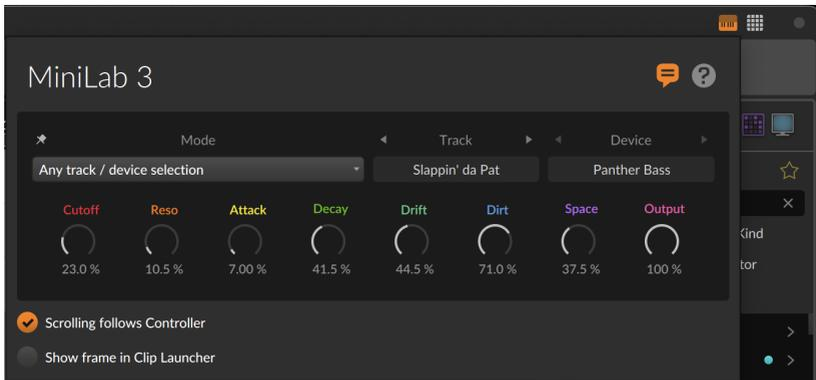 MiniLab 3
Mode Track Device
Any track / device selection Slappin' da Pat Panther Bass
Cutoff Reso Attack Decay Drift Dirt Space Output
23.0 % 10.5 % 7.00 % 41.5 % 44.5 % 71.0 % 37.5 % 100 %
Kind
tor
Scrolling follows Controller
Show frame in Clip Launcher